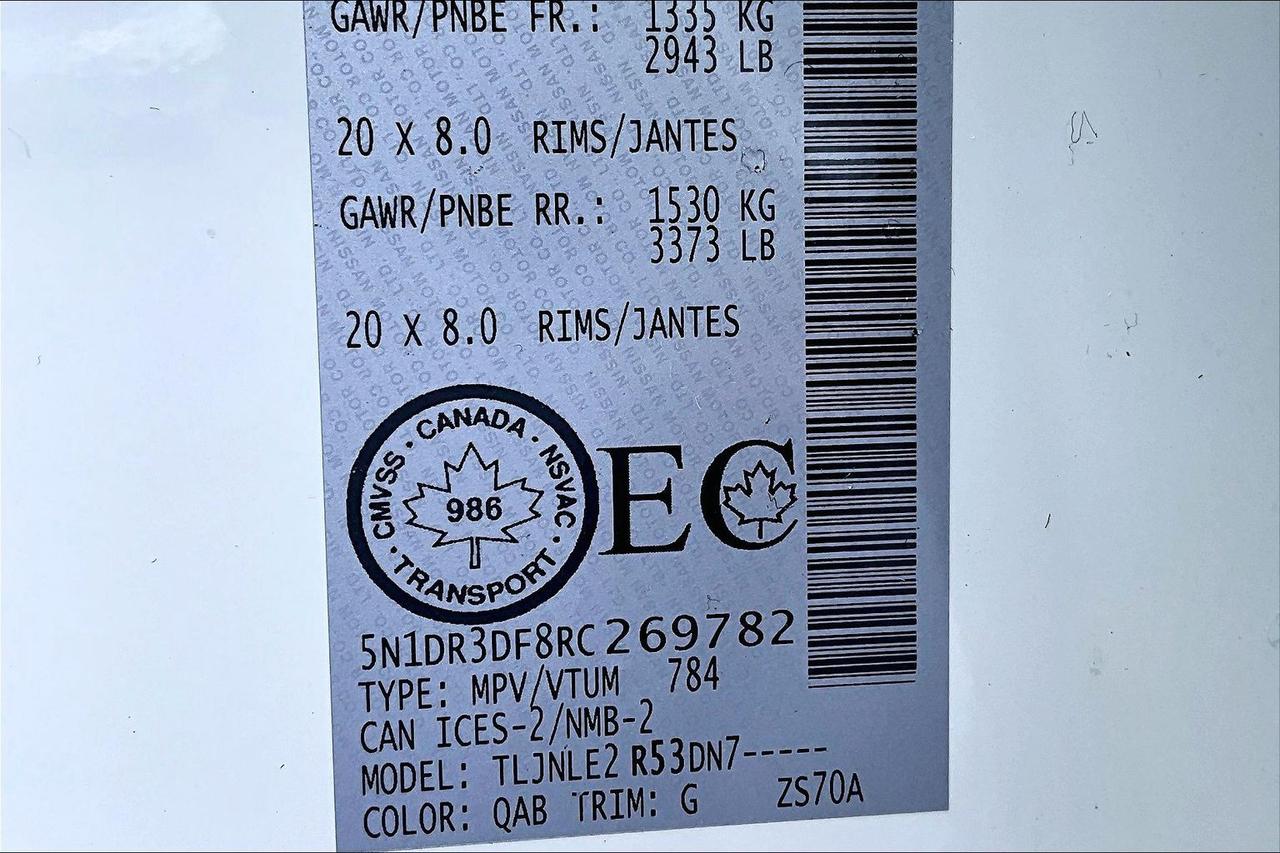 GAWR/PNBE FR.: 1335 KG
2943 LB
20 X 8.0 RIMS/JANTES
GAWR/PNBE RR.: 1530 KG
3373 LB
20 X 8.0 RIMS/JANTES
CANADA · NSVAC · TRANSPORT · CMVSS ·
986
EC
5N1DR3DF8RC269782
TYPE: MPV/VTUM 784
CAN ICES-2/NMB-2
MODEL: TLJNLE2 R53DN7-----
COLOR: QAB TRIM: G ZS70A